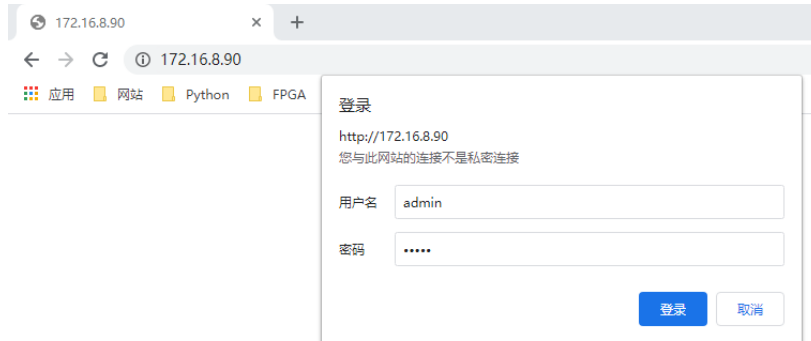 172.16.8.90
172.16.8.90
应用 网站 Python FPGA
登录
http://172.16.8.90
您与此网站的连接不是私密连接
用户名 admin
密码 •••••
登录 取消